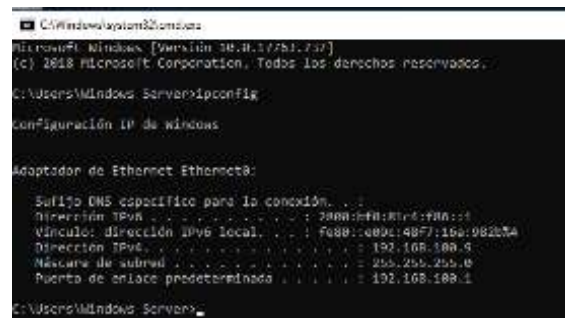 C:\Windows\system32\cmd.exe
Microsoft Windows [Versión 10.0.17763.737]
(c) 2018 Microsoft Corporation. Todos los derechos reservados.
C:\Users\Windows Server>ipconfig
Configuración IP de Windows
Adaptador de Ethernet Ethernet0:
Sufijo DNS específico para la conexión. . :
Dirección IPv6 . . . . . . . . . . :
Vínculo: dirección IPv6 local. . . :
Dirección IPv4. . . . . . . . . . . . . . : 192.168.100.9
Máscara de subred . . . . . . . . . . . . : 255.255.255.0
Puerta de enlace predeterminada . . . . . : 192.168.100.1
C:\Users\Windows Server>